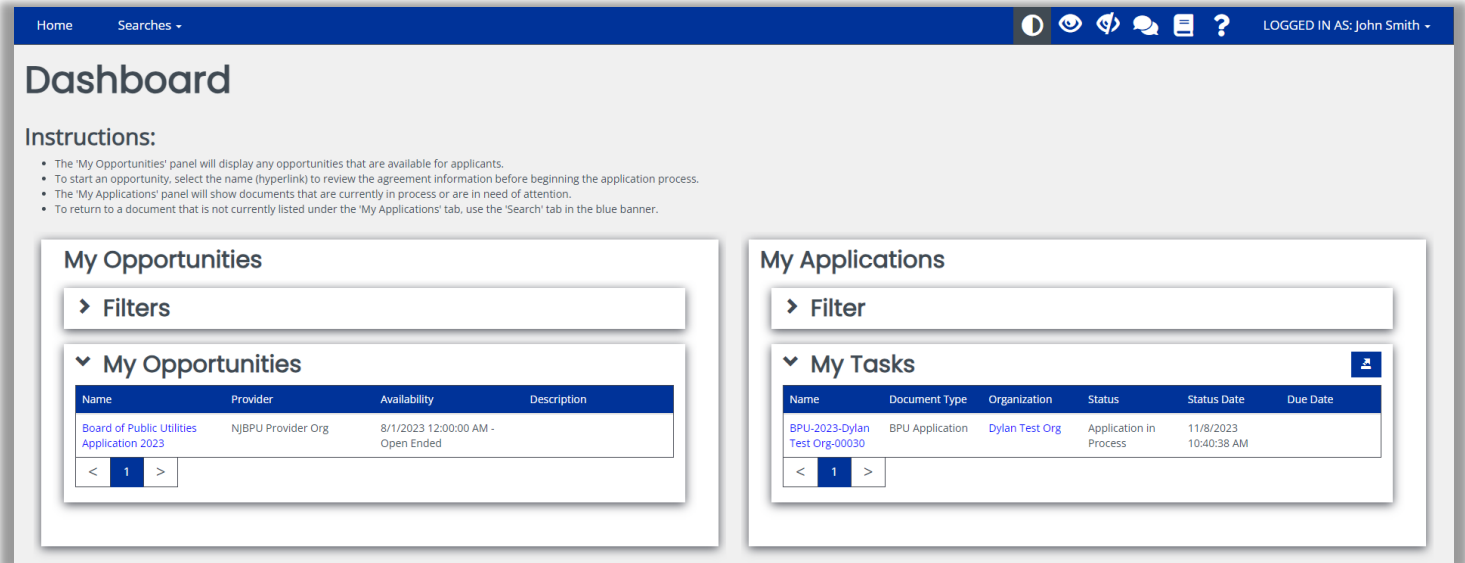 Home Searches LOGGED IN AS: John Smith
Dashboard
Instructions:
• The 'My Opportunities' panel will display any opportunities that are available for applicants.
• To start an opportunity, select the name (hyperlink) to review the agreement information before beginning the application process.
• The 'My Applications' panel will show documents that are currently in process or are in need of attention.
• To return to a document that is not currently listed under the 'My Applications' tab, use the 'Search' tab in the blue banner.
My Opportunities
Filters
My Opportunities
Name Provider Availability Description
Board of Public Utilities NJBPU Provider Org 8/1/2023 12:00:00 AM -
Application 2023 Open Ended
< 1 >
My Applications
Filter
My Tasks
Name Document Type Organization Status Status Date Due Date
BPU-2023-Dylan BPU Application Dylan Test Org Application in 11/8/2023
Test Org-00030 Process 10:40:38 AM
< 1 >